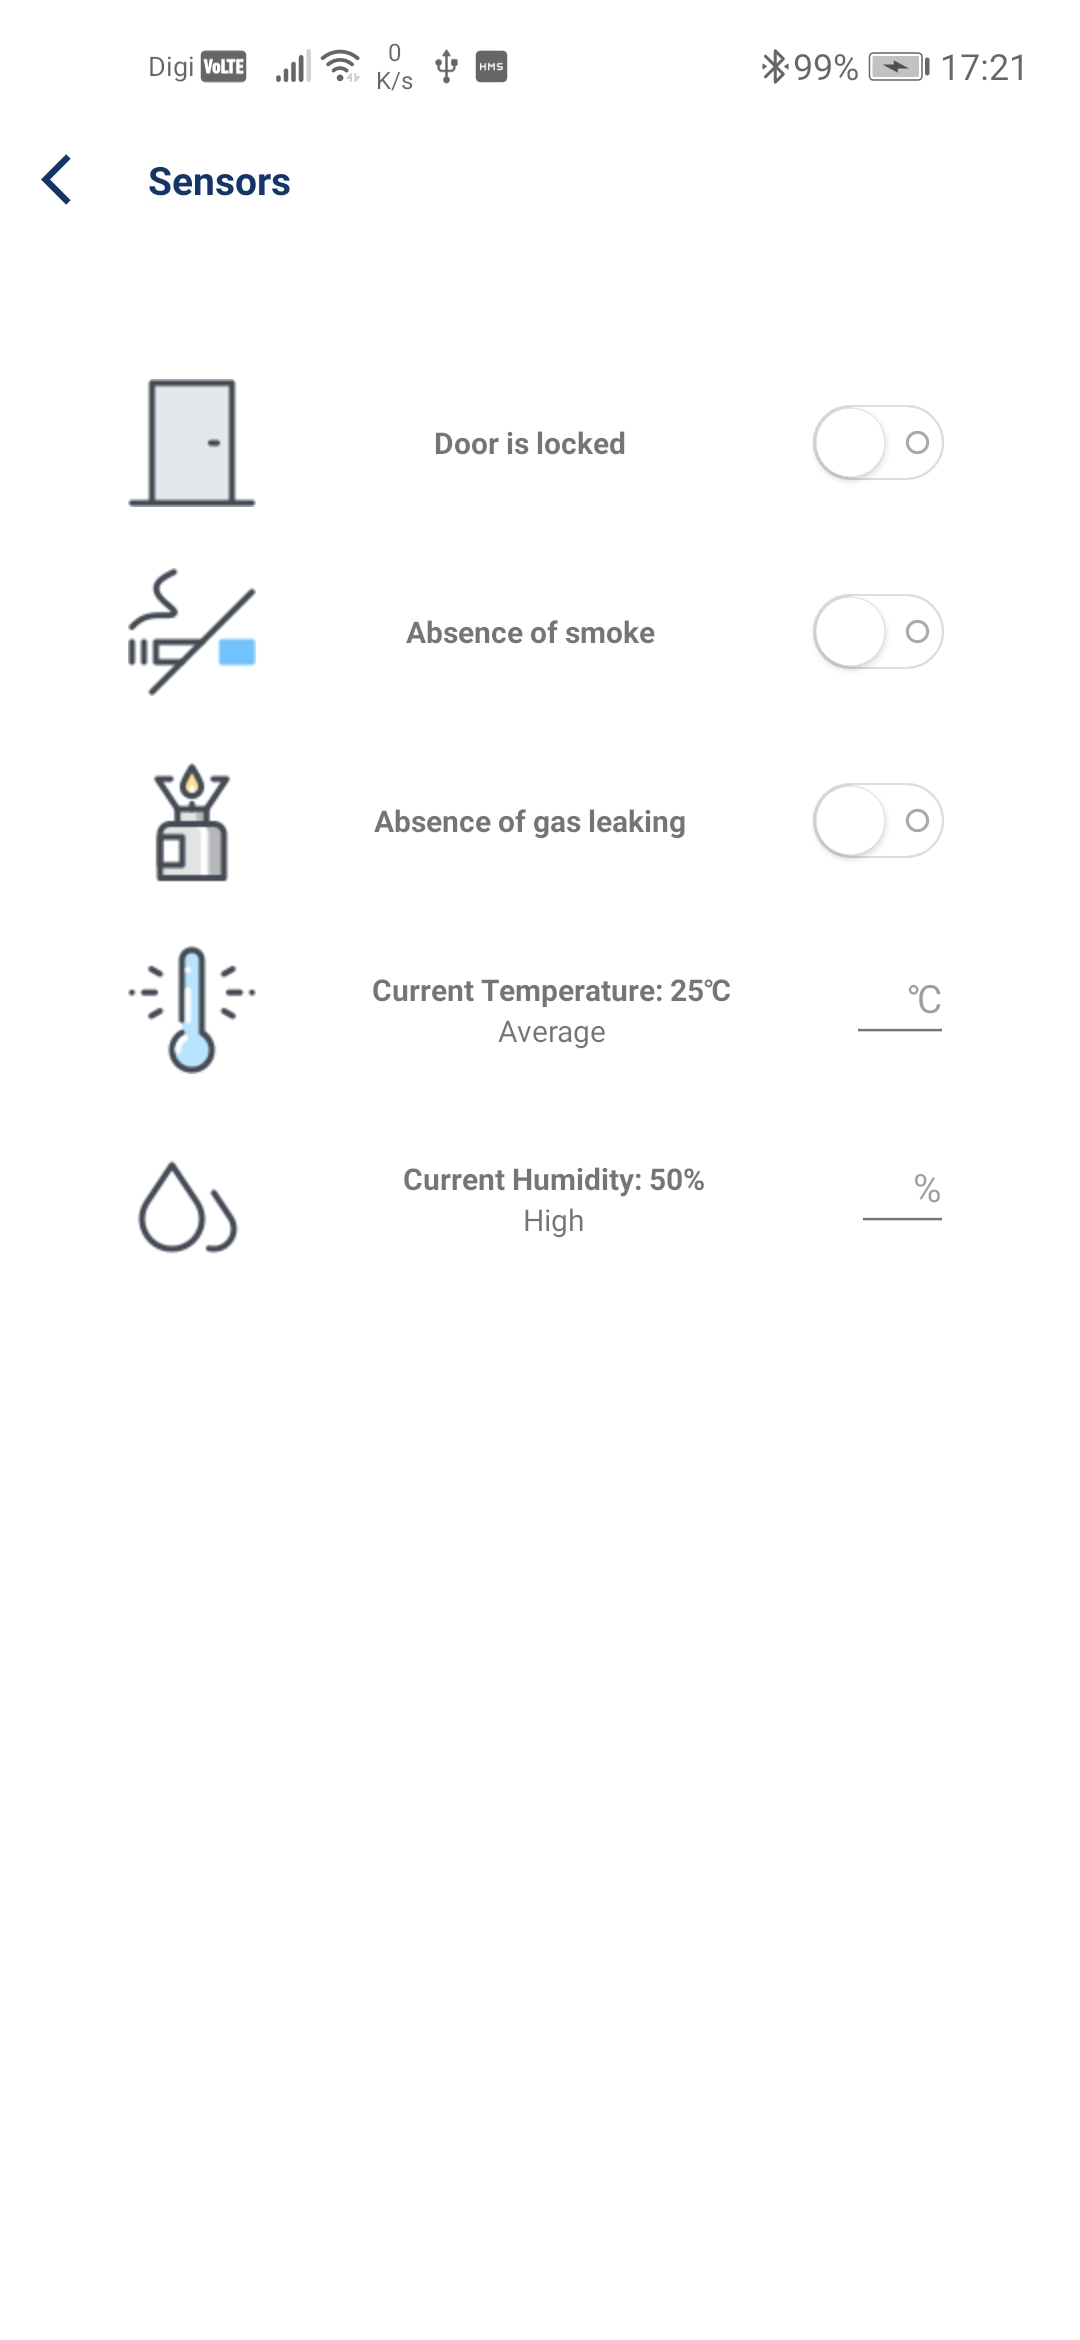 Digi VoLTE 0 K/s HMS 99% 17:21
Sensors
Door is locked
Absence of smoke
Absence of gas leaking
Current Temperature: 25℃
Average
℃
Current Humidity: 50%
High
%